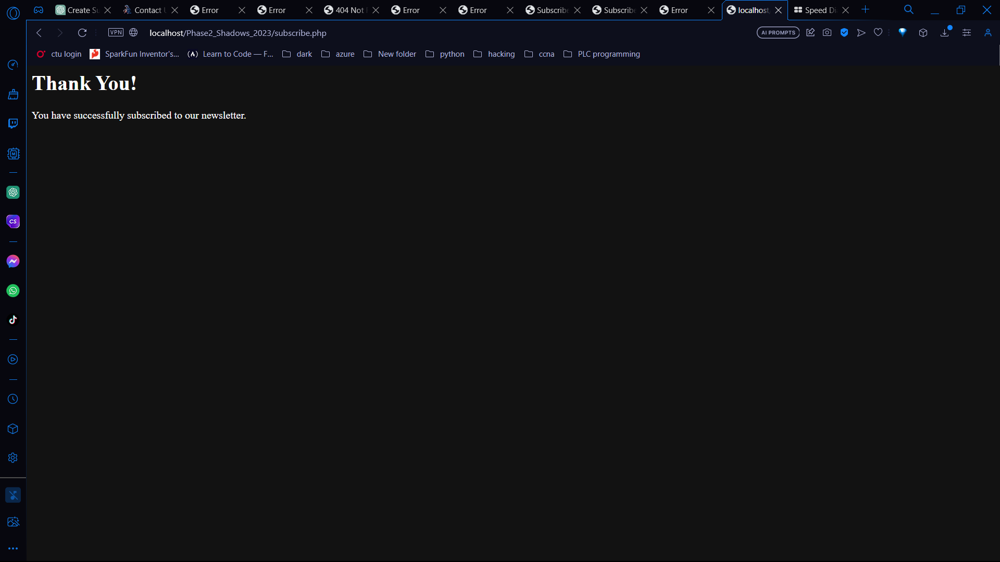 Create Su
Contact U
Error
Error
404 Not F
Error
Error
Subscribe
Subscribe
Error
localhost/
Speed Di
VPN
localhost/Phase2_Shadows_2023/subscribe.php
AI PROMPTS
ctu login
SparkFun Inventor's...
Learn to Code — F...
dark
azure
New folder
python
hacking
ccna
PLC programming
Thank You!
You have successfully subscribed to our newsletter.
M
CS